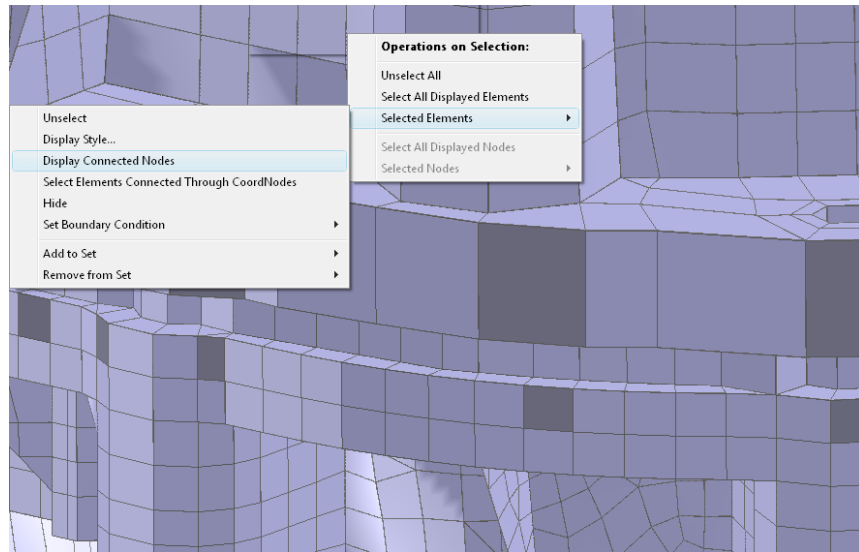 Operations on Selection:
Unselect All
Select All Displayed Elements
Selected Elements
Select All Displayed Nodes
Selected Nodes
Unselect
Display Style...
Display Connected Nodes
Select Elements Connected Through CoordNodes
Hide
Set Boundary Condition
Add to Set
Remove from Set